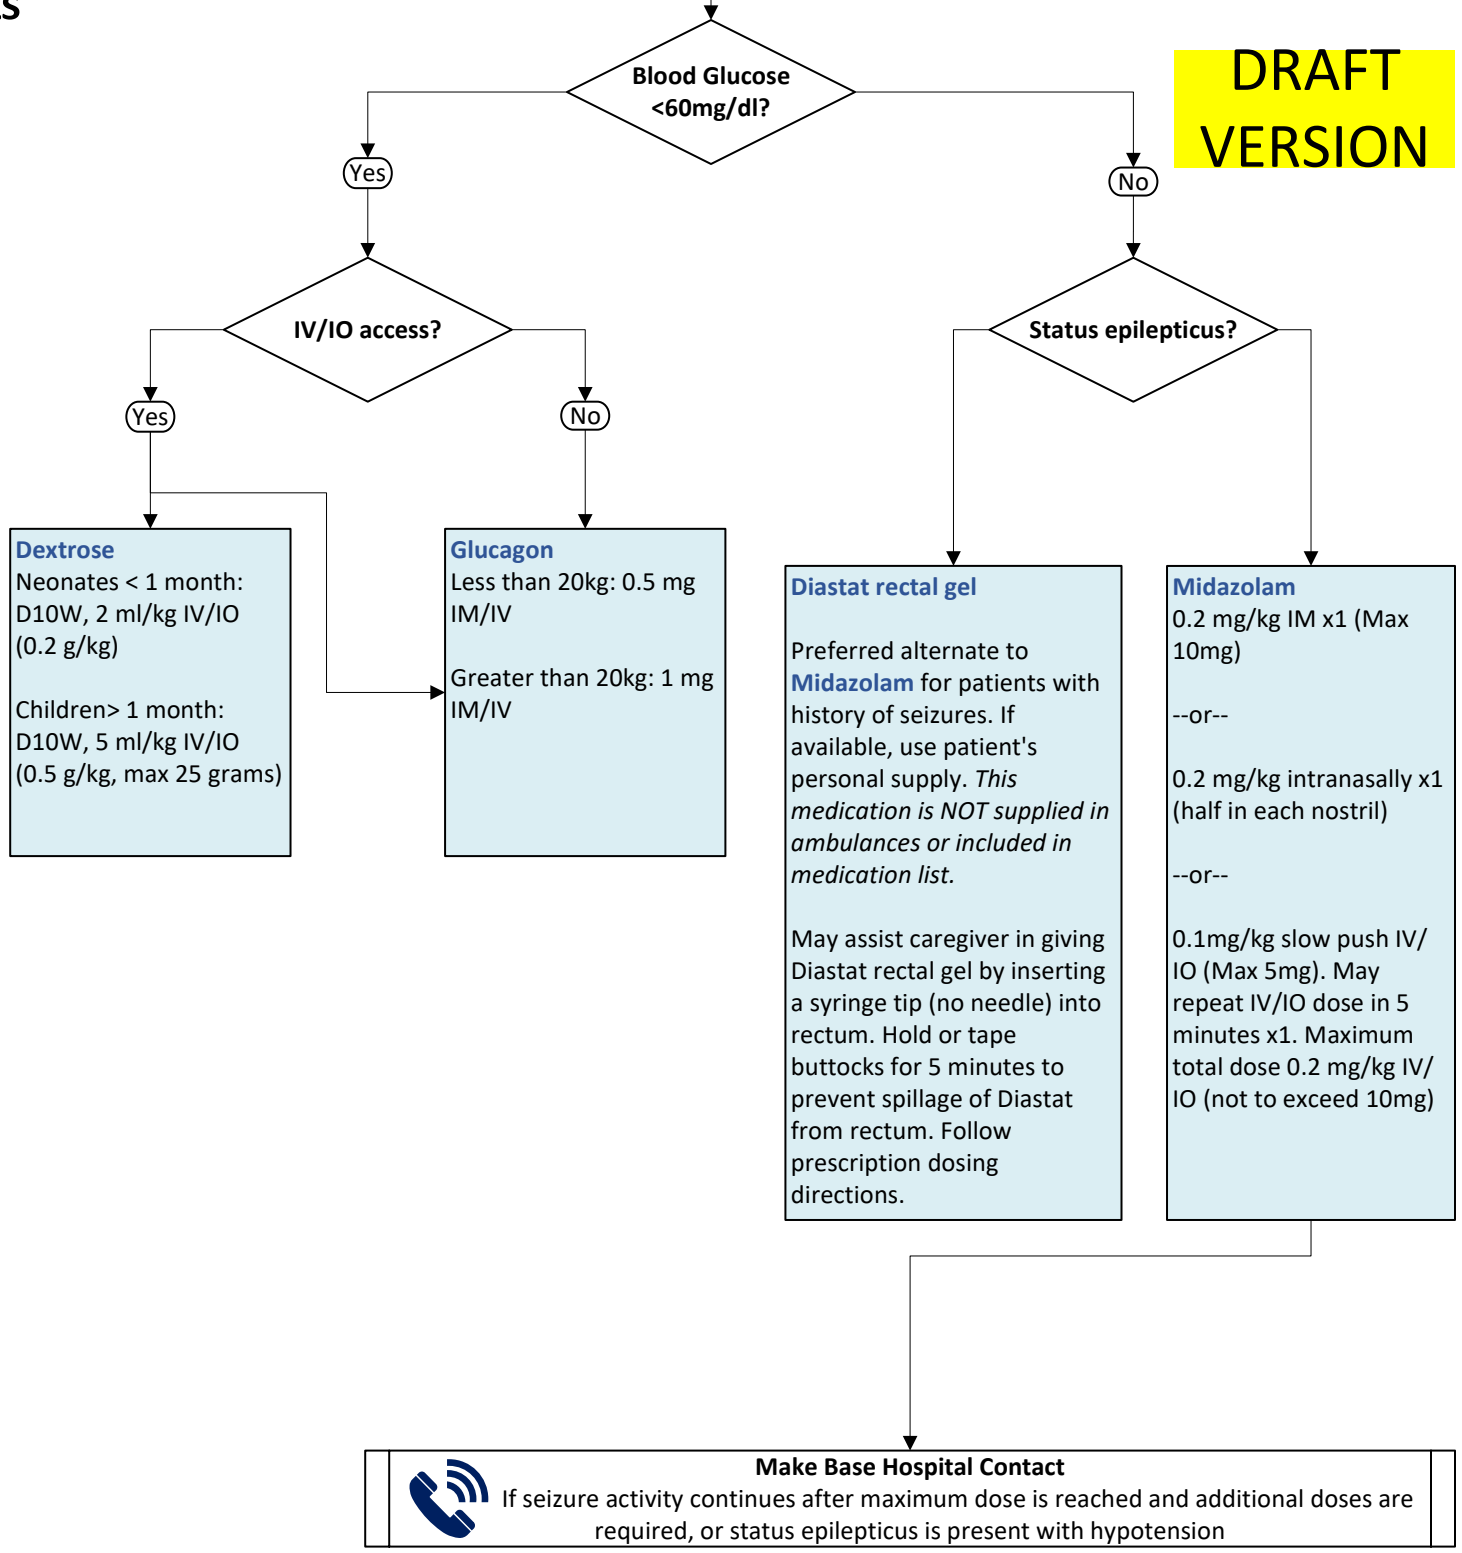 Blood Glucose
<60mg/dl?
DRAFT
VERSION
Yes
No
IV/IO access?
Status epilepticus?
Yes
No
Dextrose
Neonates < 1 month:
D10W, 2 ml/kg IV/IO
(0.2 g/kg)
Children> 1 month:
D10W, 5 ml/kg IV/IO
(0.5 g/kg, max 25 grams)
Glucagon
Less than 20kg: 0.5 mg
IM/IV
Greater than 20kg: 1 mg
IM/IV
Diastat rectal gel
Preferred alternate to
Midazolam for patients with
history of seizures. If
available, use patient's
personal supply. This
medication is NOT supplied in
ambulances or included in
medication list.
May assist caregiver in giving
Diastat rectal gel by inserting
a syringe tip (no needle) into
rectum. Hold or tape
buttocks for 5 minutes to
prevent spillage of Diastat
from rectum. Follow
prescription dosing
directions.
Midazolam
0.2 mg/kg IM x1 (Max
10mg)
--or--
0.2 mg/kg intranasally x1
(half in each nostril)
--or--
0.1mg/kg slow push IV/
IO (Max 5mg). May
repeat IV/IO dose in 5
minutes x1. Maximum
total dose 0.2 mg/kg IV/
IO (not to exceed 10mg)
Make Base Hospital Contact
If seizure activity continues after maximum dose is reached and additional doses are
required, or status epilepticus is present with hypotension